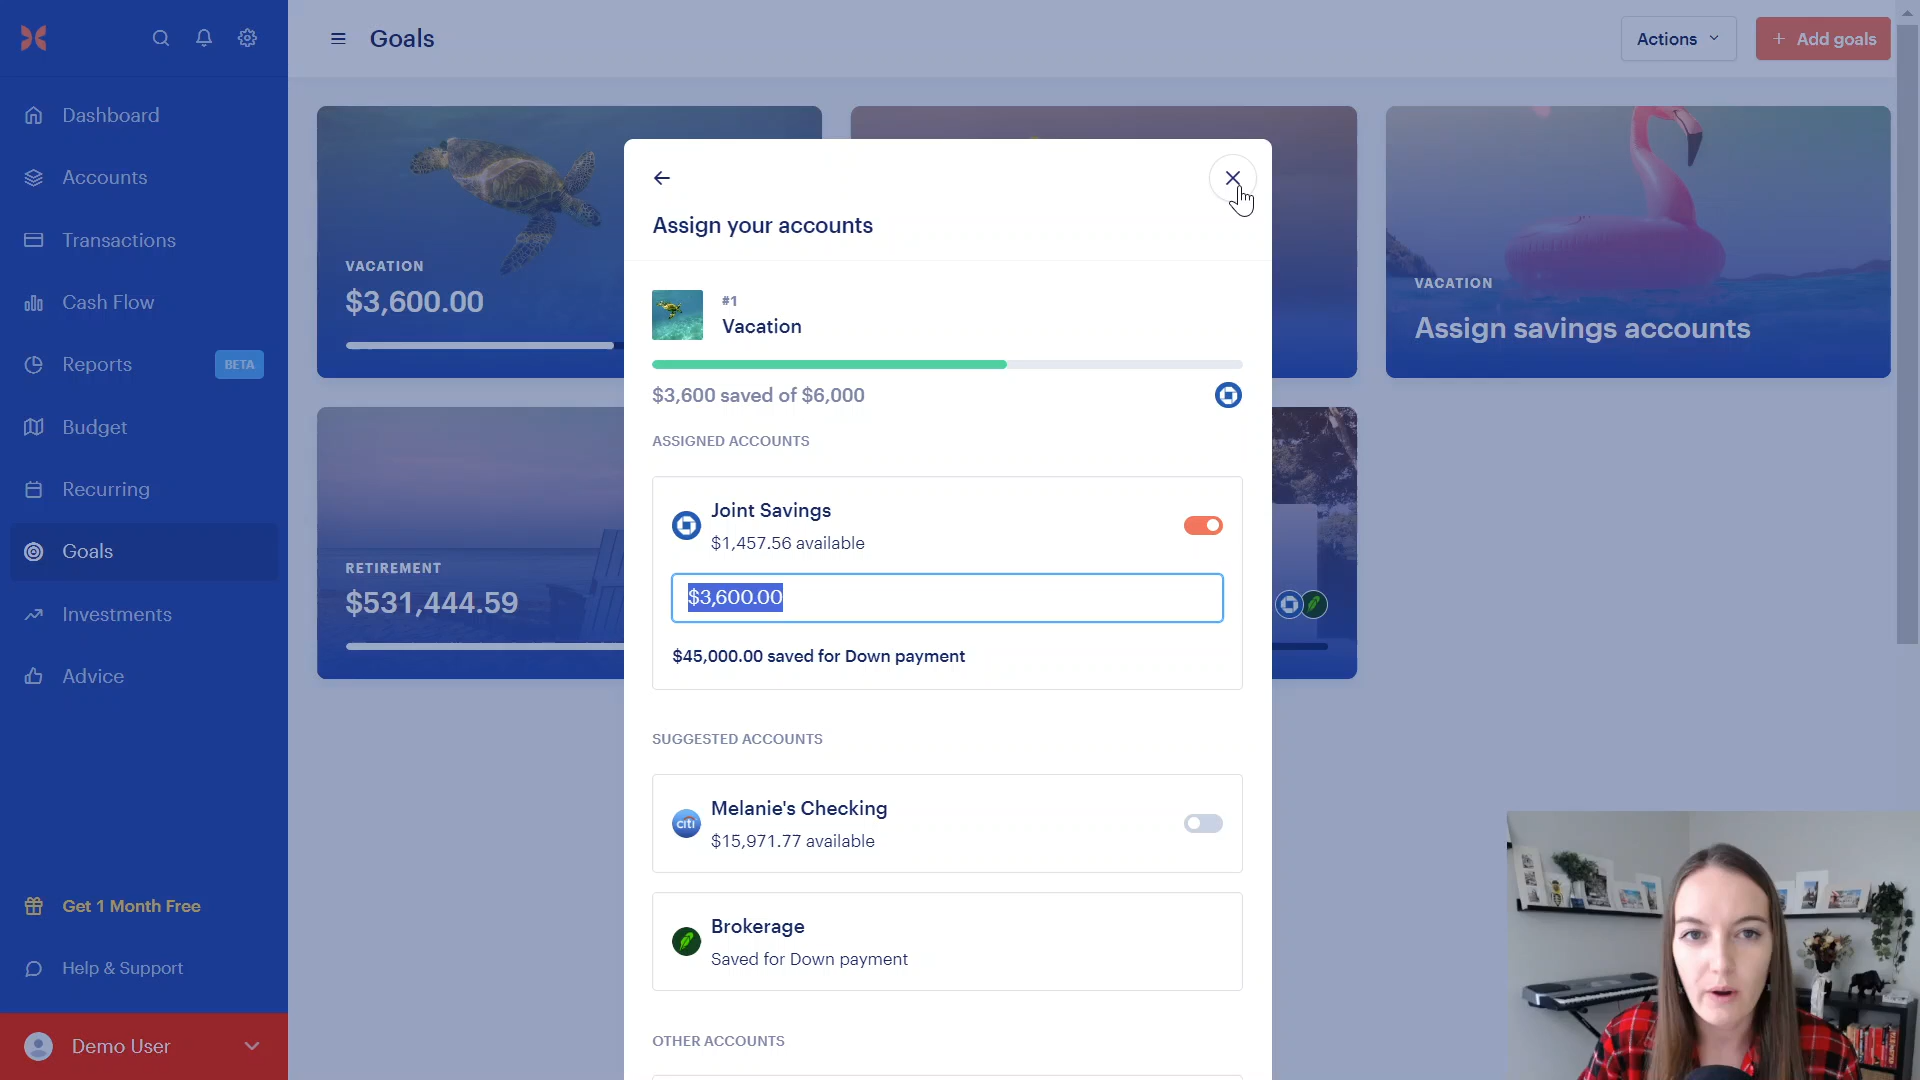 Goals
Actions
+ Add goals
Dashboard
Accounts
Transactions
Cash Flow
Reports
BETA
Budget
Recurring
Goals
Investments
Advice
Get 1 Month Free
Help & Support
Demo User
VACATION
$3,600.00
VACATION
Assign savings accounts
RETIREMENT
$531,444.59
Assign your accounts
#1
Vacation
$3,600 saved of $6,000
ASSIGNED ACCOUNTS
Joint Savings
$1,457.56 available
$3,600.00
$45,000.00 saved for Down payment
SUGGESTED ACCOUNTS
citi
Melanie's Checking
$15,971.77 available
Brokerage
Saved for Down payment
OTHER ACCOUNTS